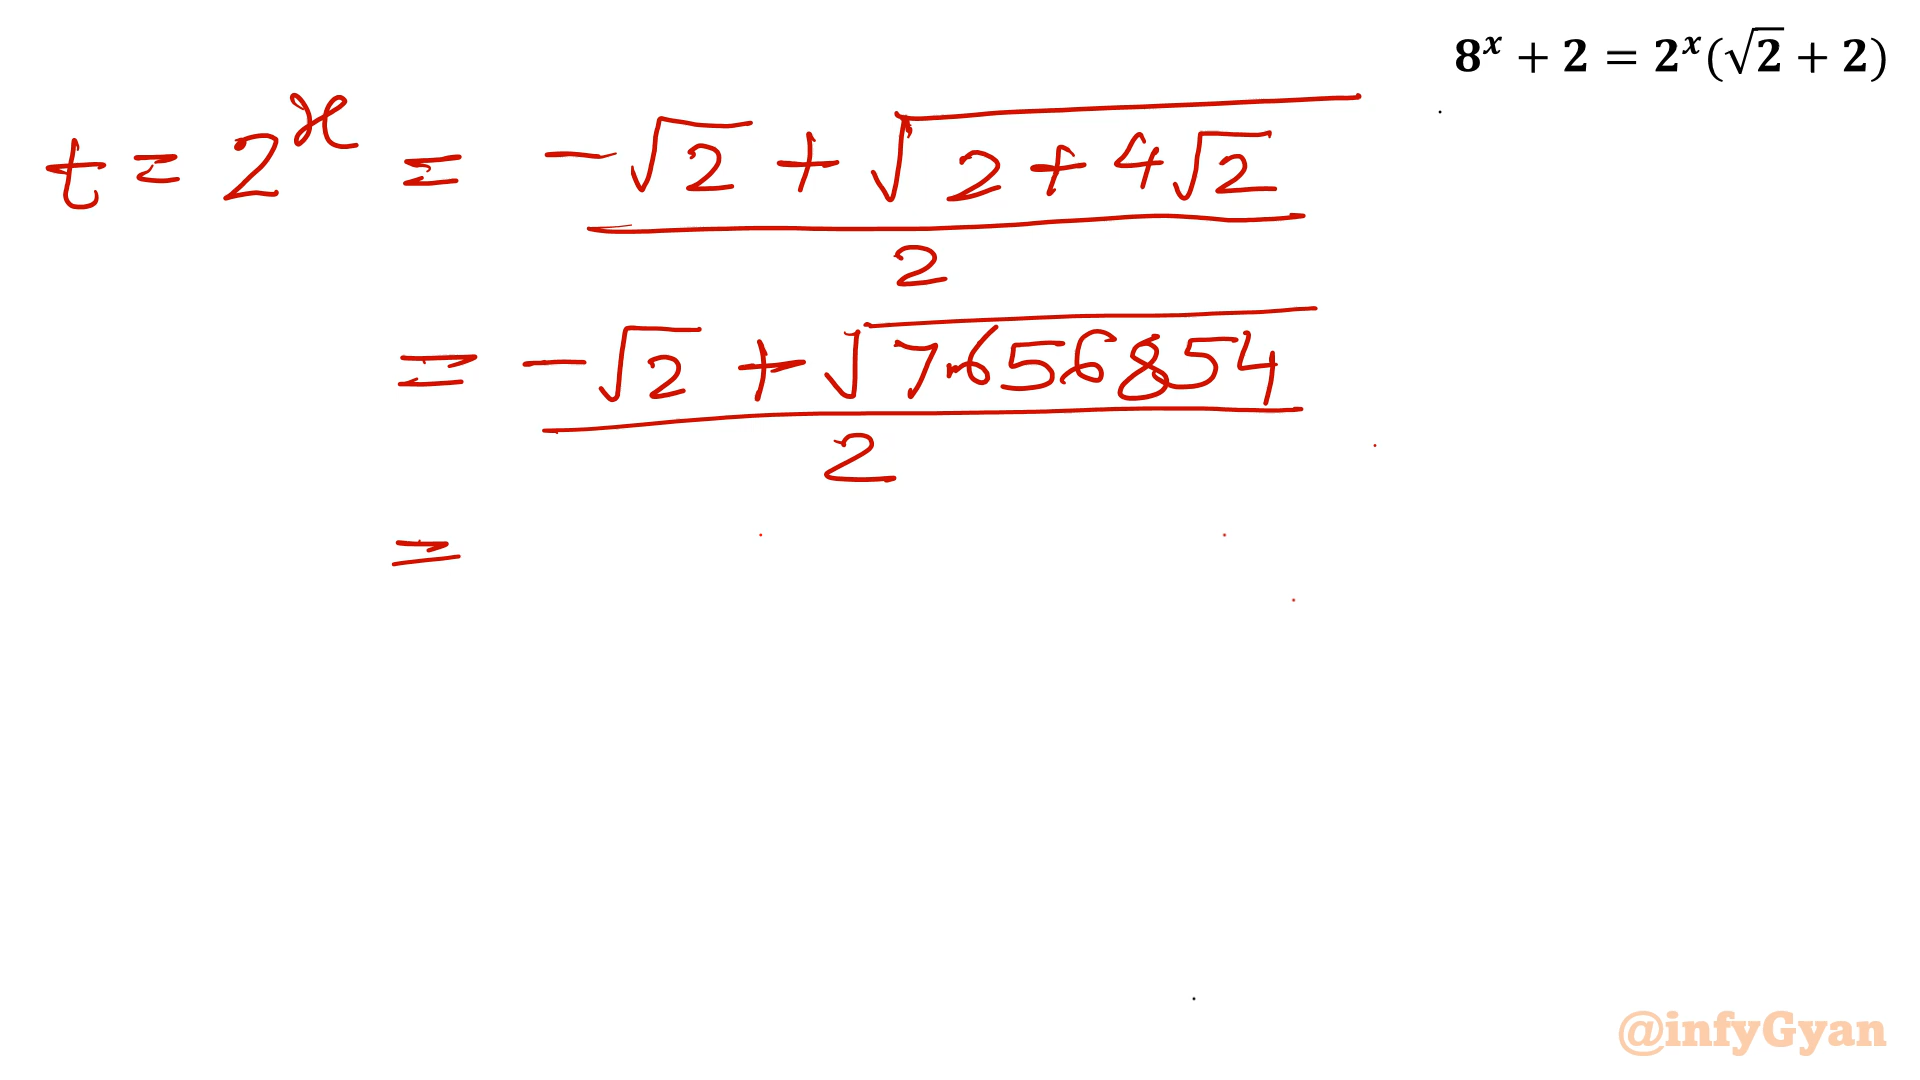 8^x + 2 = 2^x(√2 + 2)
t = 2^x = (-√2 + √(2 + 4√2)) / 2
= (-√2 + √7.656854) / 2
=
@infyGyan